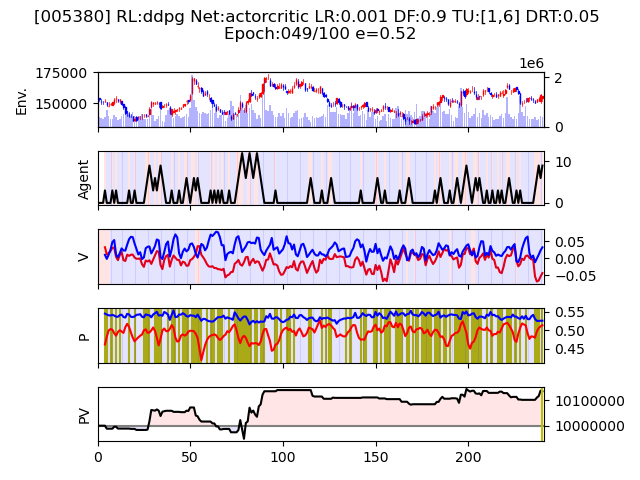 [005380] RL:ddpg Net:actorcritic LR:0.001 DF:0.9 TU:[1,6] DRT:0.05
Epoch:049/100 e=0.52
1e6
175000
150000
Env.
2
0
Agent
10
0
V
0.05
0.00
−0.05
P
0.55
0.50
0.45
PV
10100000
10000000
0 50 100 150 200